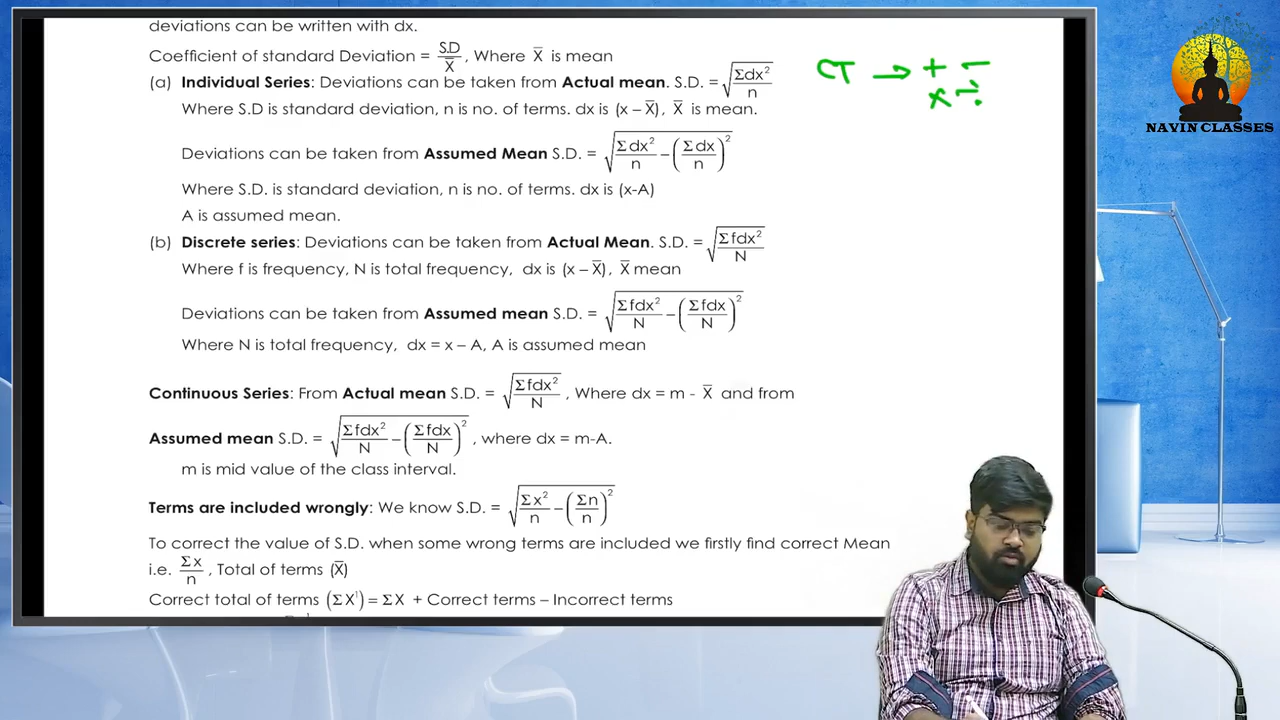 deviations can be written with dx.
Coefficient of standard Deviation = S.D / X̅ , Where X̅ is mean
(a) Individual Series: Deviations can be taken from Actual mean. S.D. = √(Σdx² / n)
Where S.D is standard deviation, n is no. of terms. dx is (x – X̅), X̅ is mean.
Deviations can be taken from Assumed Mean S.D. = √(Σdx² / n – (Σdx / n)²)
Where S.D. is standard deviation, n is no. of terms. dx is (x-A)
A is assumed mean.
(b) Discrete series: Deviations can be taken from Actual Mean. S.D. = √(Σfdx² / N)
Where f is frequency, N is total frequency, dx is (x – X̅), X̅ mean
Deviations can be taken from Assumed mean S.D. = √(Σfdx² / N – (Σfdx / N)²)
Where N is total frequency, dx = x – A, A is assumed mean
Continuous Series: From Actual mean S.D. = √(Σfdx² / N) , Where dx = m - X̅ and from
Assumed mean S.D. = √(Σfdx² / N – (Σfdx / N)²) , where dx = m-A.
m is mid value of the class interval.
Terms are included wrongly: We know S.D. = √(Σx² / n – (Σn / n)²)
To correct the value of S.D. when some wrong terms are included we firstly find correct Mean
i.e. Σx / n , Total of terms (X̅)
Correct total of terms (ΣX¹) = ΣX + Correct terms – Incorrect terms
CT → + –
× ÷
NAVIN CLASSES